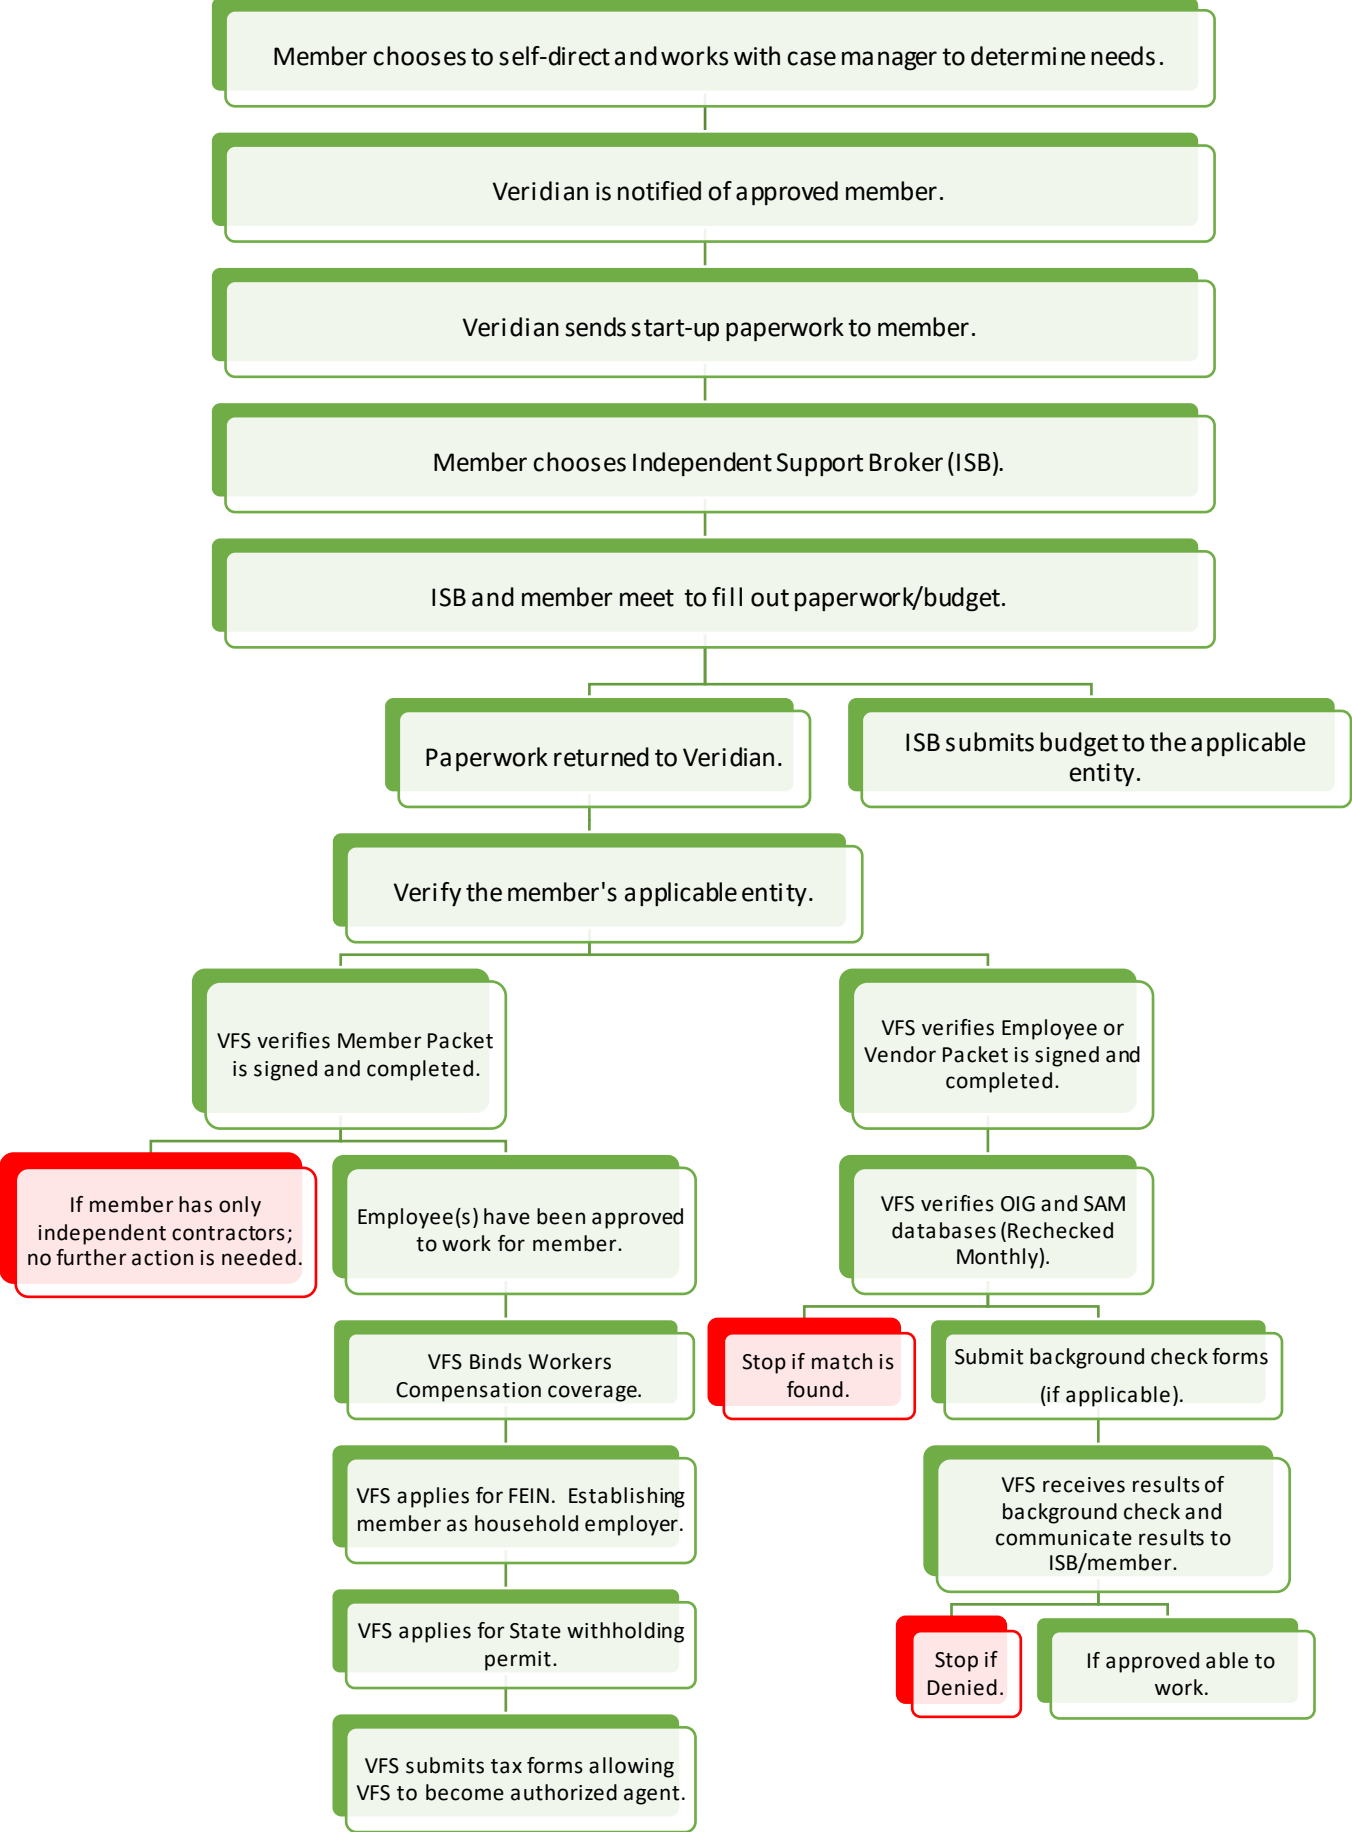 Member chooses to self-direct and works with case manager to determine needs.
Veridian is notified of approved member.
Veridian sends start-up paperwork to member.
Member chooses Independent Support Broker (ISB).
ISB and member meet to fill out paperwork/budget.
Paperwork returned to Veridian.
ISB submits budget to the applicable
entity.
Verify the member's applicable entity.
VFS verifies Member Packet
is signed and completed.
If member has only
independent contractors;
no further action is needed.
Employee(s) have been approved
to work for member.
VFS Binds Workers
Compensation coverage.
VFS applies for FEIN. Establishing
member as household employer.
VFS applies for State withholding
permit.
VFS submits tax forms allowing
VFS to become authorized agent.
VFS verifies Employee or
Vendor Packet is signed and
completed.
VFS verifies OIG and SAM
databases (Rechecked
Monthly).
Stop if match is
found.
Submit background check forms
(if applicable).
VFS receives results of
background check and
communicate results to
ISB/member.
Stop if
Denied.
If approved able to
work.